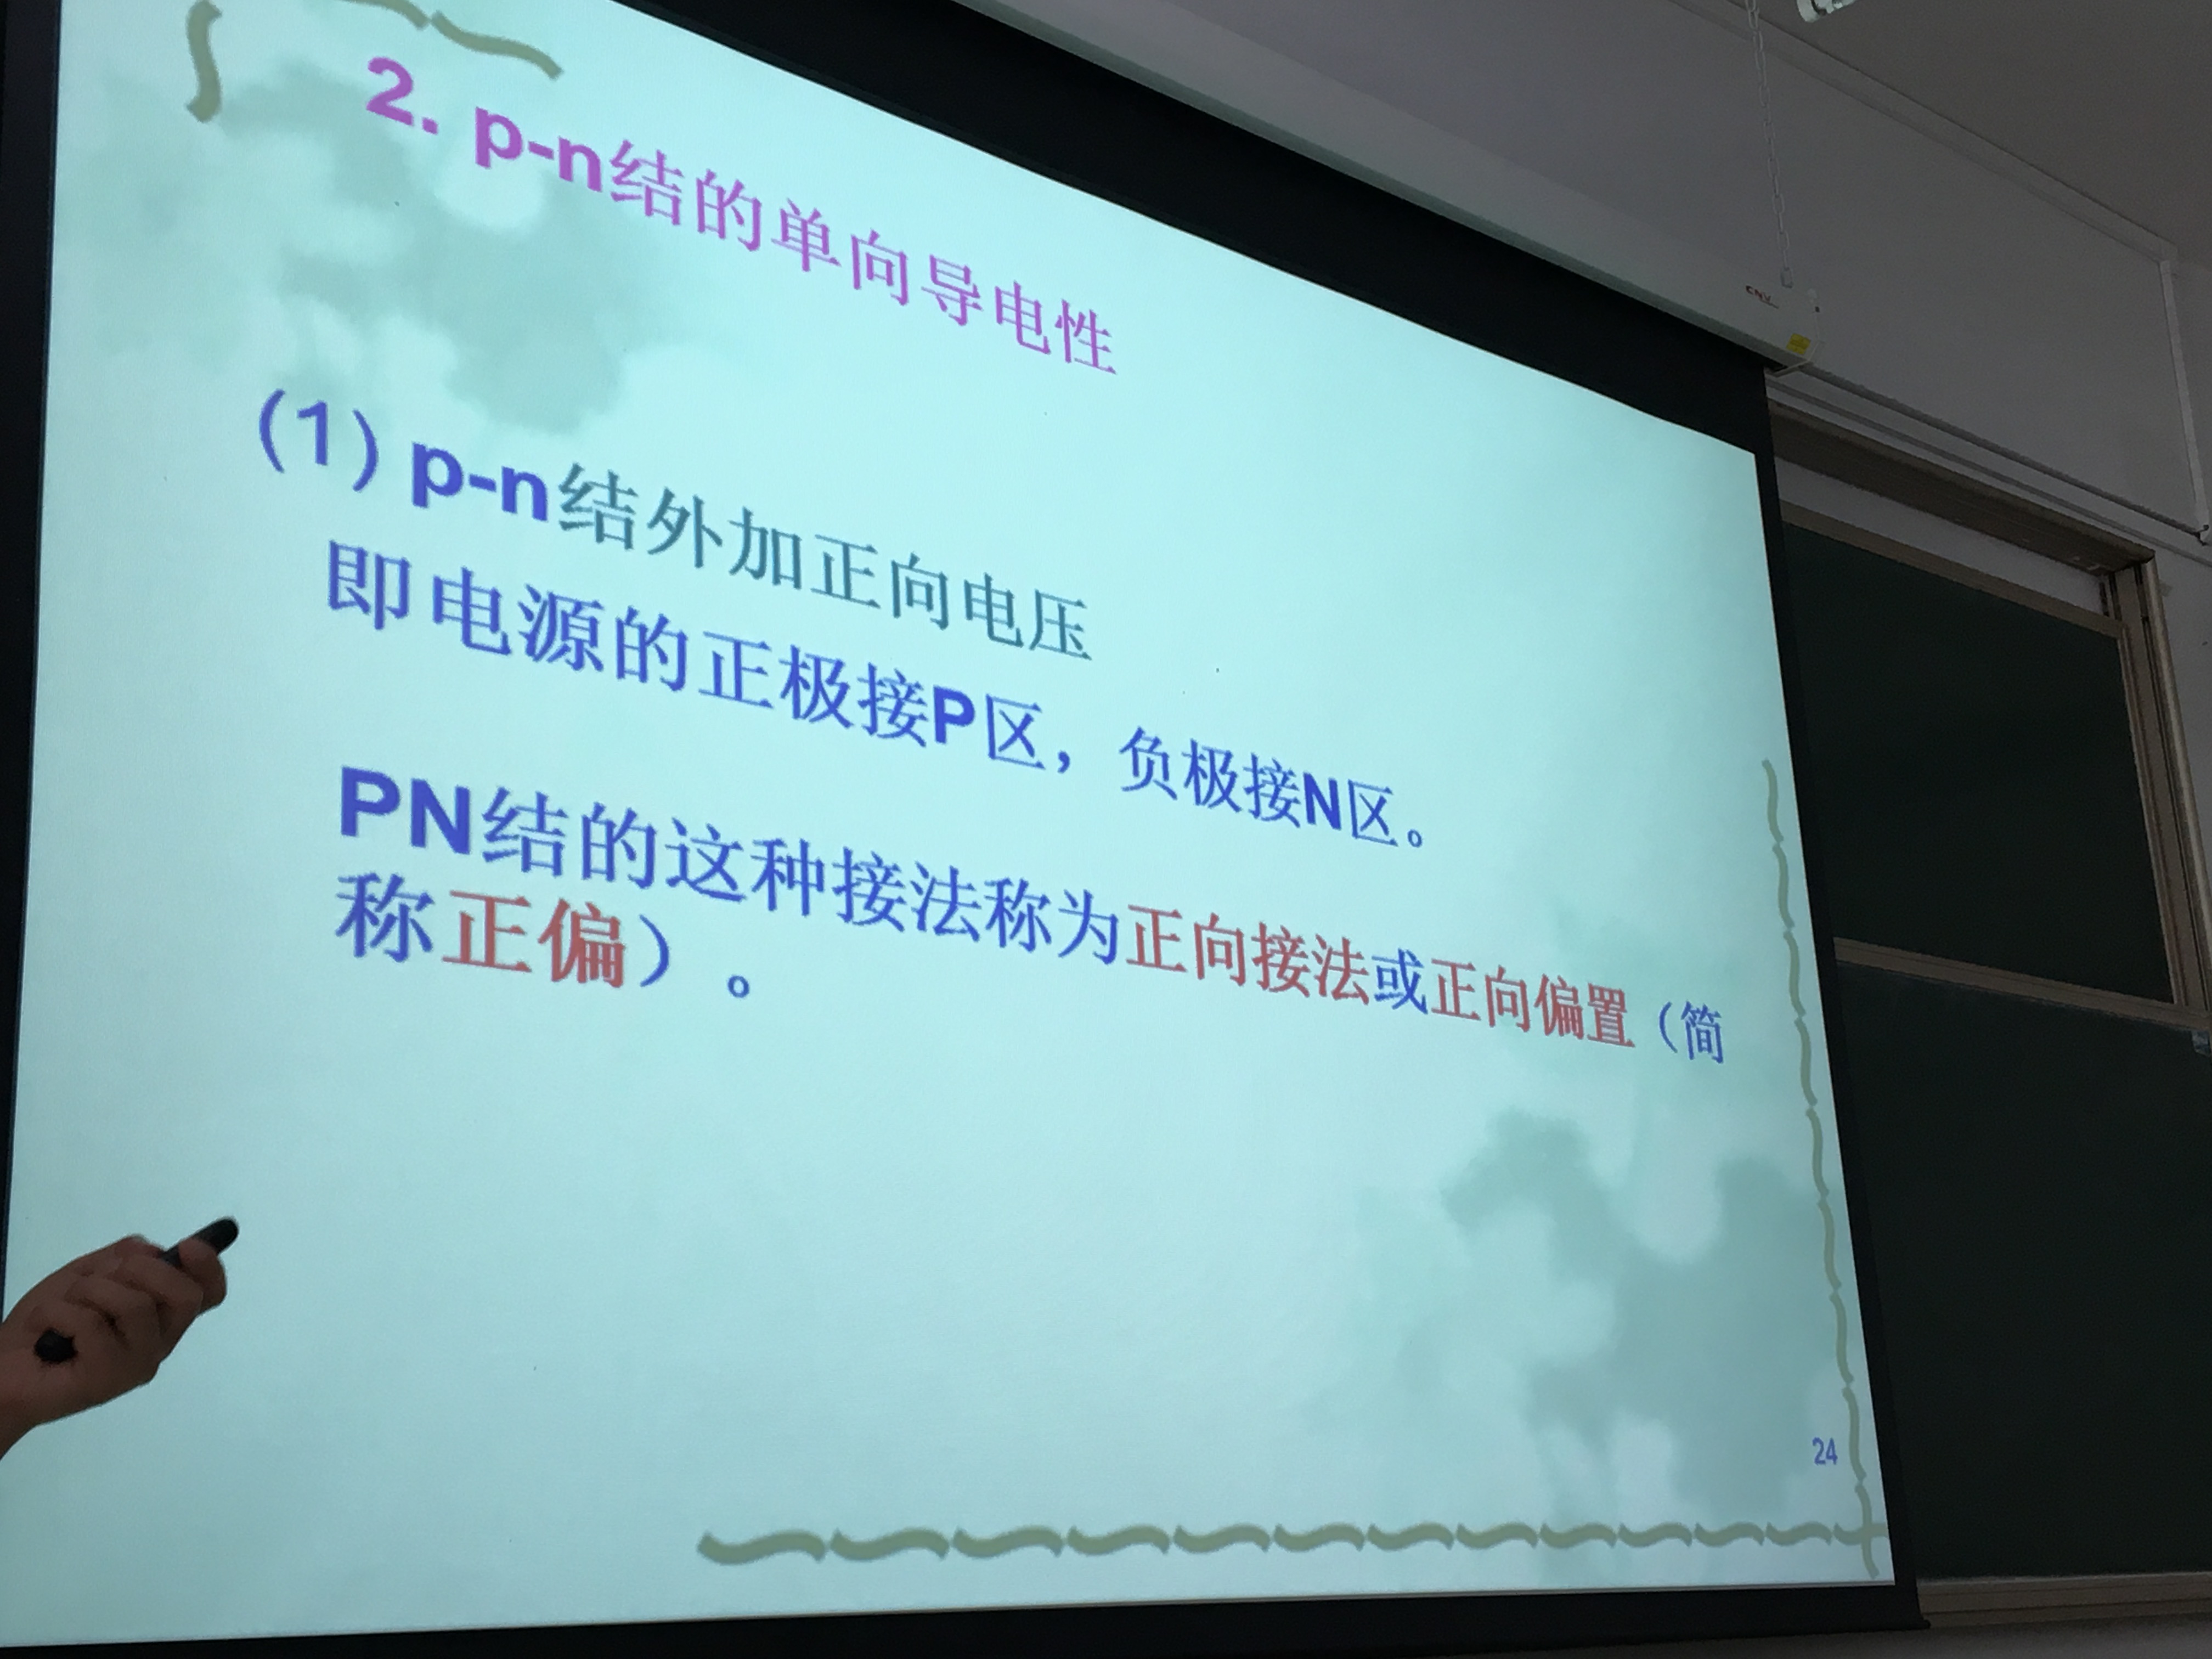 2. p-n结的单向导电性
(1) p-n结外加正向电压
即电源的正极接P区，负极接N区。
PN结的这种接法称为正向接法或正向偏置（简
称正偏）。
24